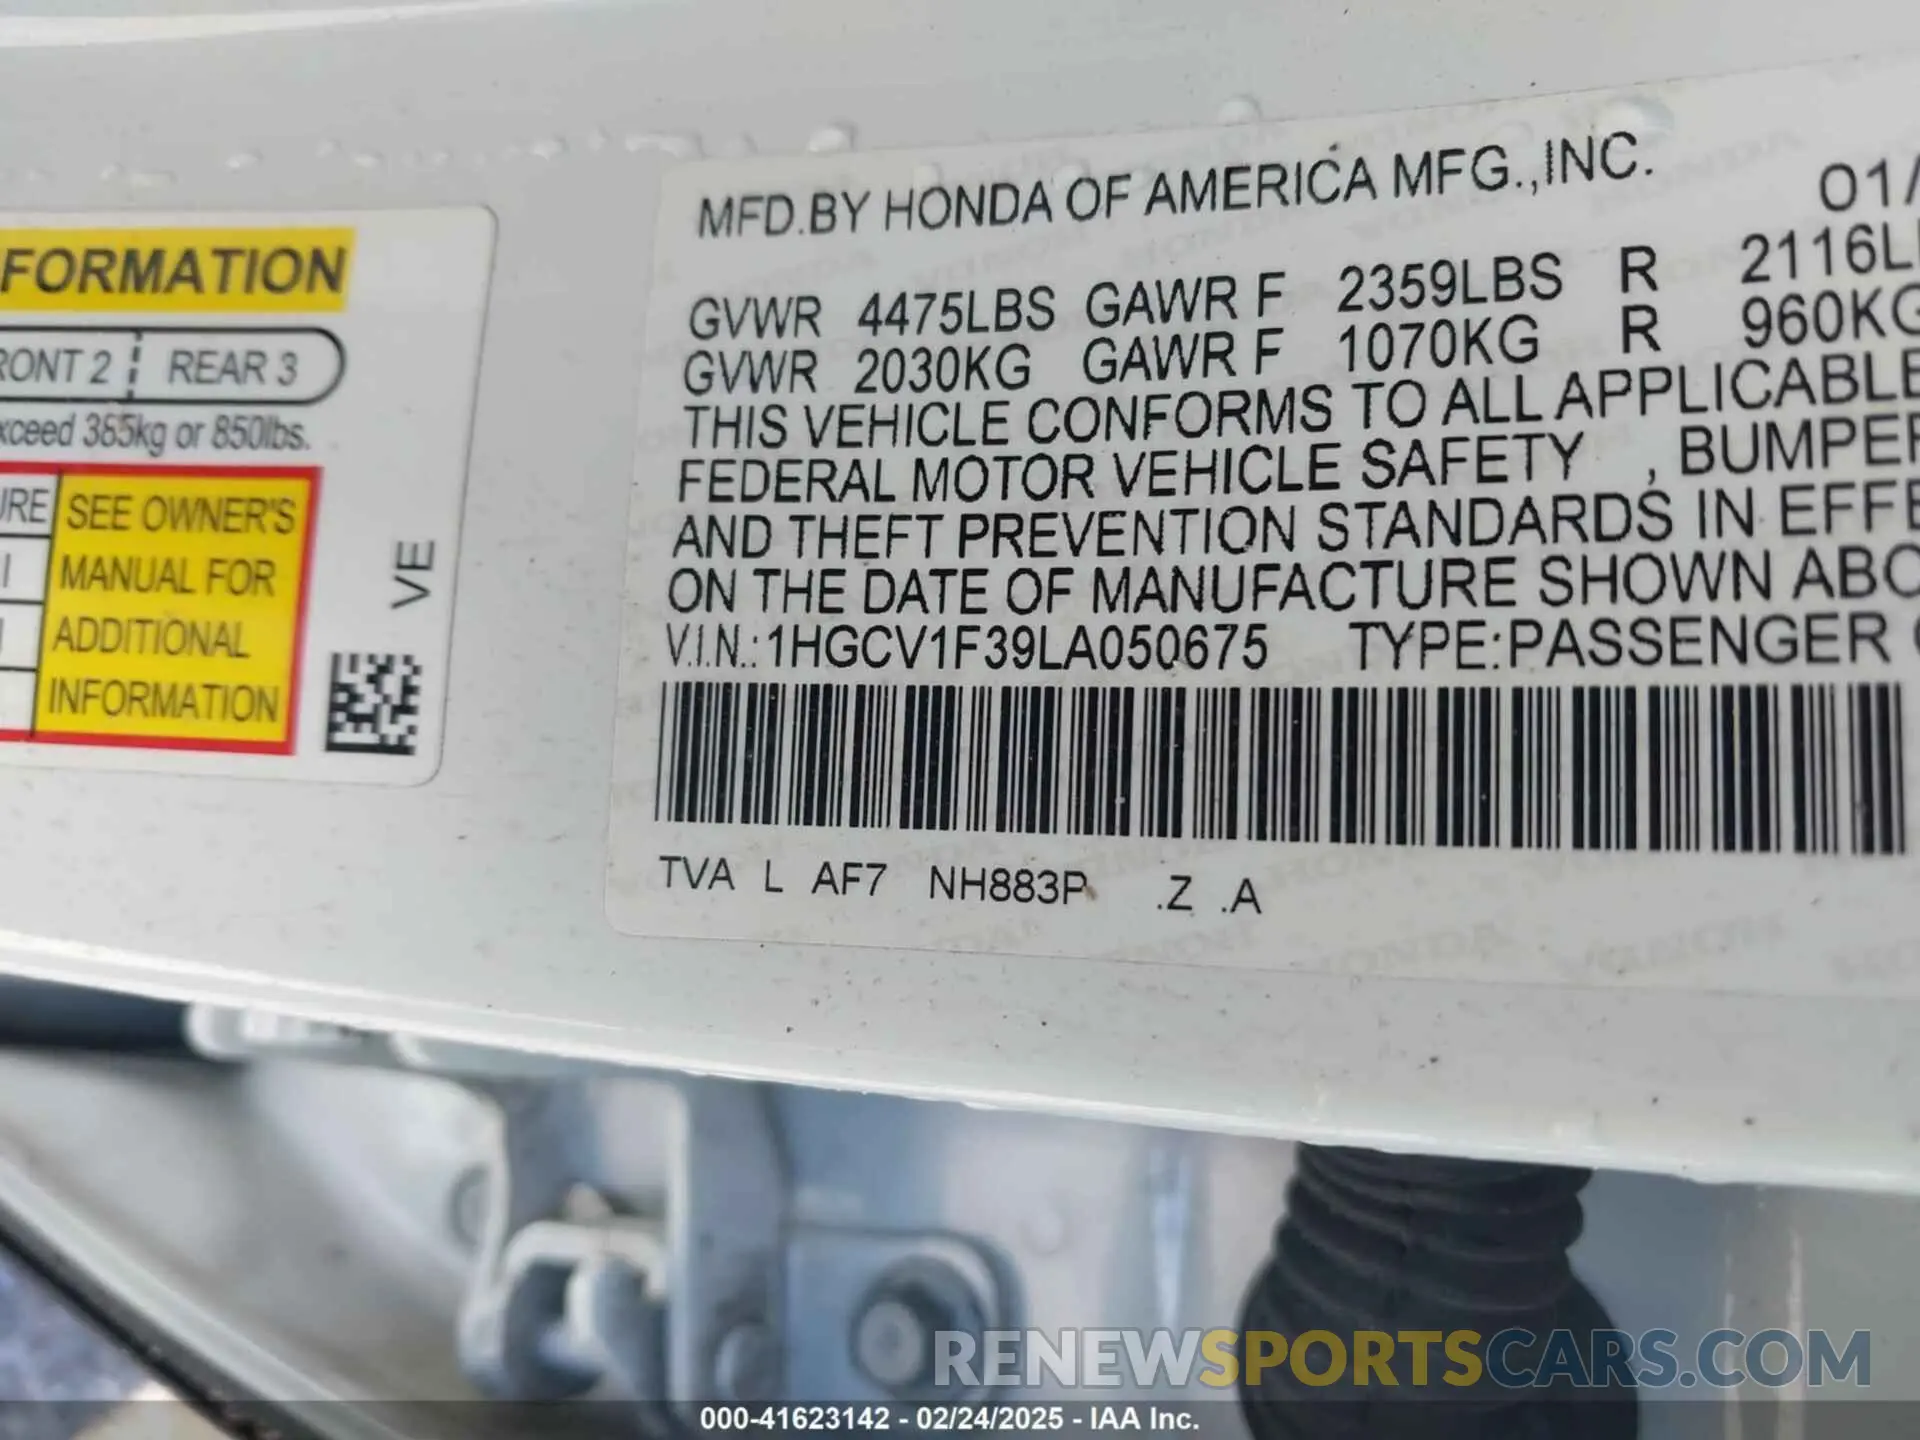 FORMATION
RONT 2 REAR 3
xceed 385kg or 850lbs.
URE
SEE OWNER'S
MANUAL FOR
ADDITIONAL
INFORMATION
VE
MFD.BY HONDA OF AMERICA MFG.,INC. 01/
GVWR 4475LBS GAWR F 2359LBS R 2116L
GVWR 2030KG GAWR F 1070KG R 960KG
THIS VEHICLE CONFORMS TO ALL APPLICABLE
FEDERAL MOTOR VEHICLE SAFETY , BUMPER
AND THEFT PREVENTION STANDARDS IN EFFE
ON THE DATE OF MANUFACTURE SHOWN ABO
V.I.N.:1HGCV1F39LA050675 TYPE:PASSENGER
TVA L AF7 NH883P .Z .A
RENEWSPORTSCARS.COM
000-41623142 - 02/24/2025 - IAA Inc.